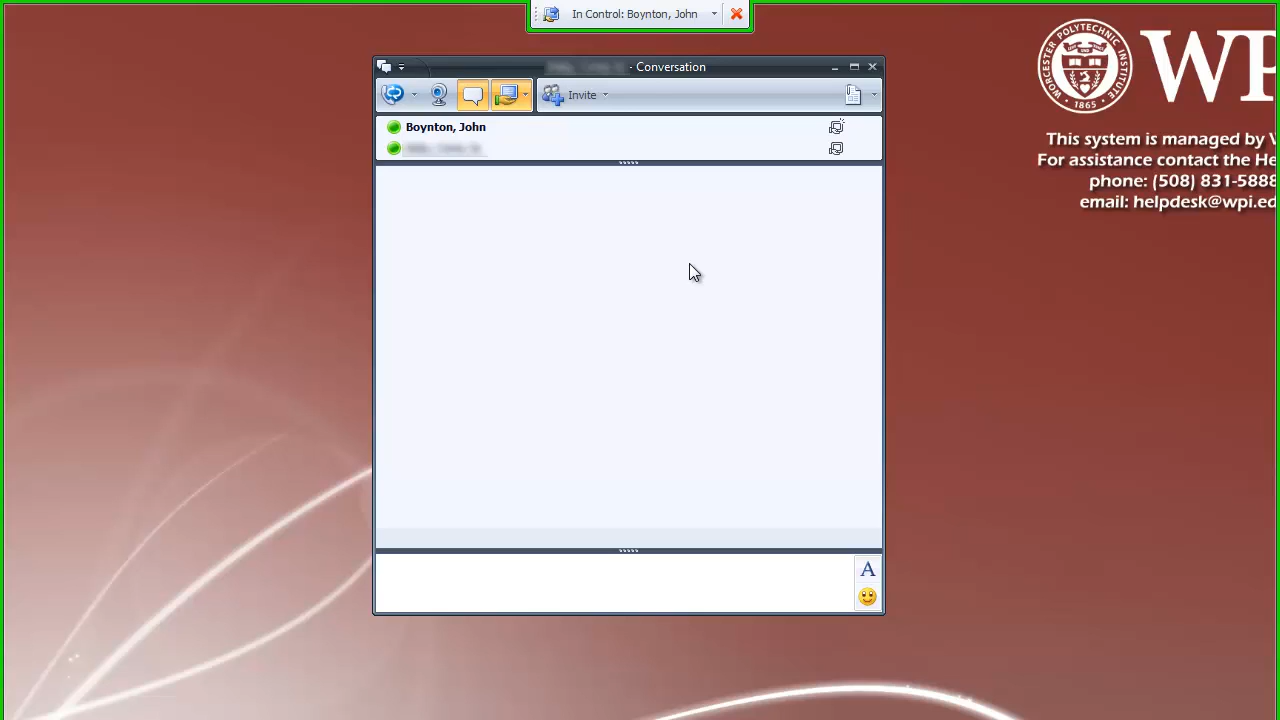 In Control: Boynton, John
- Conversation
Invite
Boynton, John
A
WORCESTER POLYTECHNIC INSTITUTE
1865
WP
This system is managed by
For assistance contact the He
phone: (508) 831-5888
email: helpdesk@wpi.ed